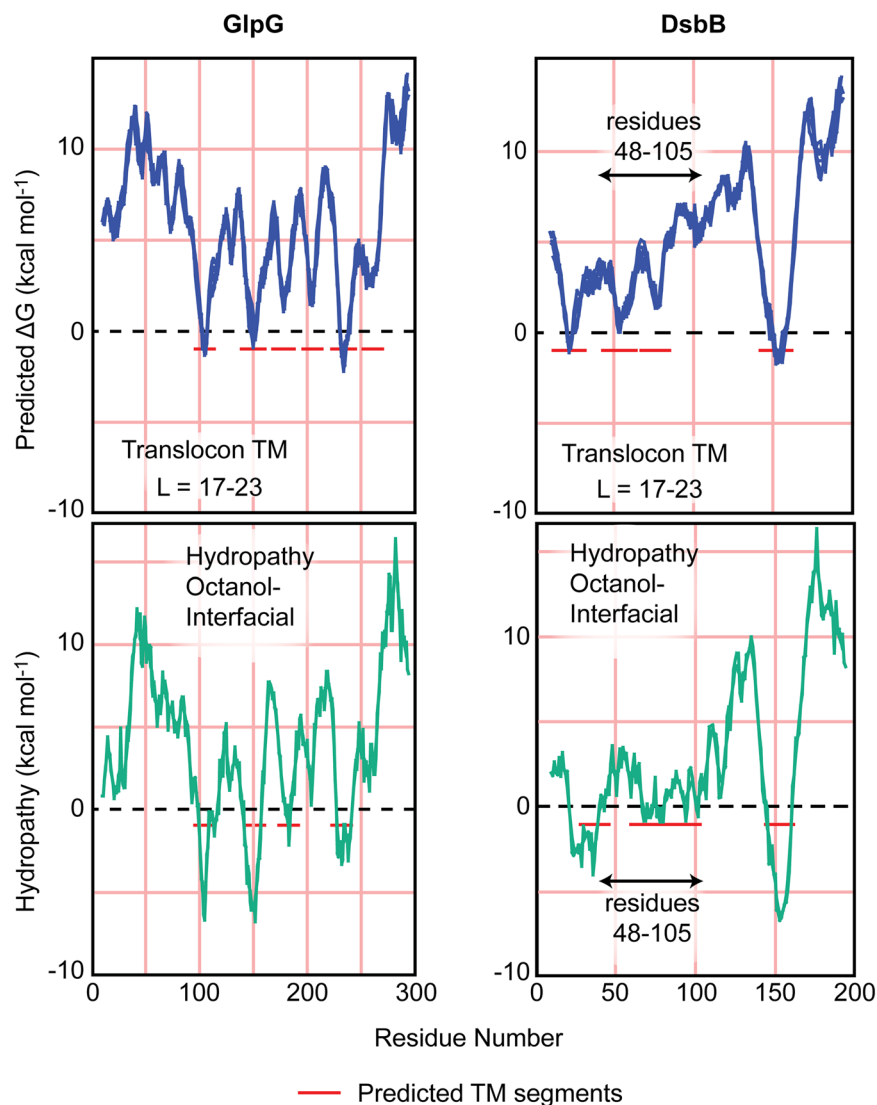 GlpG
DsbB
Predicted ΔG (kcal mol-1)
10
0
-10
Translocon TM
L = 17-23
10
0
-10
residues
48-105
Translocon TM
L = 17-23
Hydropathy (kcal mol-1)
10
0
-10
Hydropathy
Octanol-
Interfacial
0
100
200
300
10
0
-10
Hydropathy
Octanol-
Interfacial
residues
48-105
0
50
100
150
200
Residue Number
Predicted TM segments